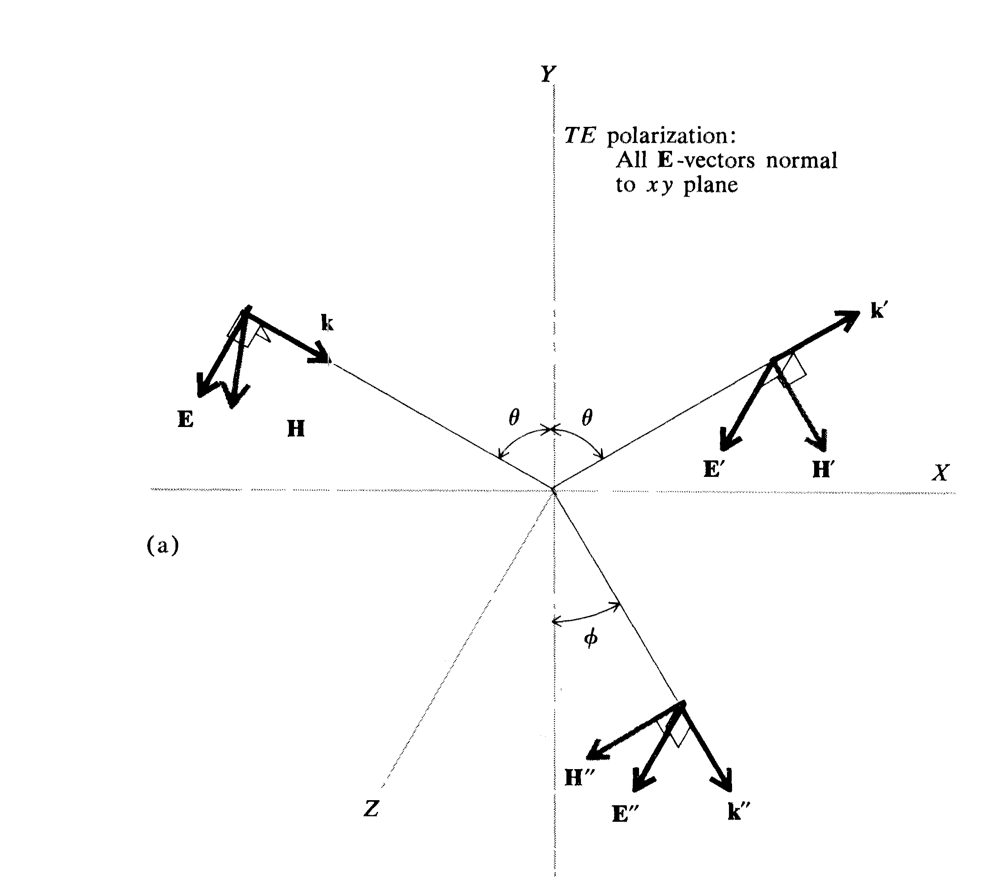 Y
TE polarization:
All E-vectors normal
to xy plane
k
k′
θ θ
E
H
E′
H′
X
(a)
ϕ
H″
E″
k″
Z